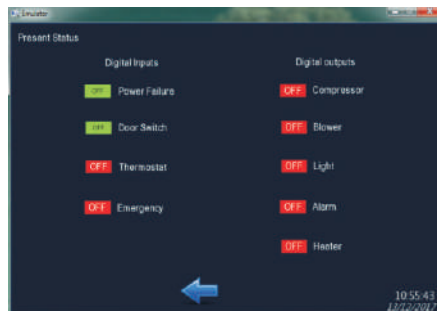 Emulator
Present Status
Digital Inputs
Digital outputs
OFF Power Failure
OFF Compressor
OFF Door Switch
OFF Blower
OFF Thermostat
OFF Light
OFF Emergency
OFF Alarm
OFF Heater
10:55:43
13/12/2017